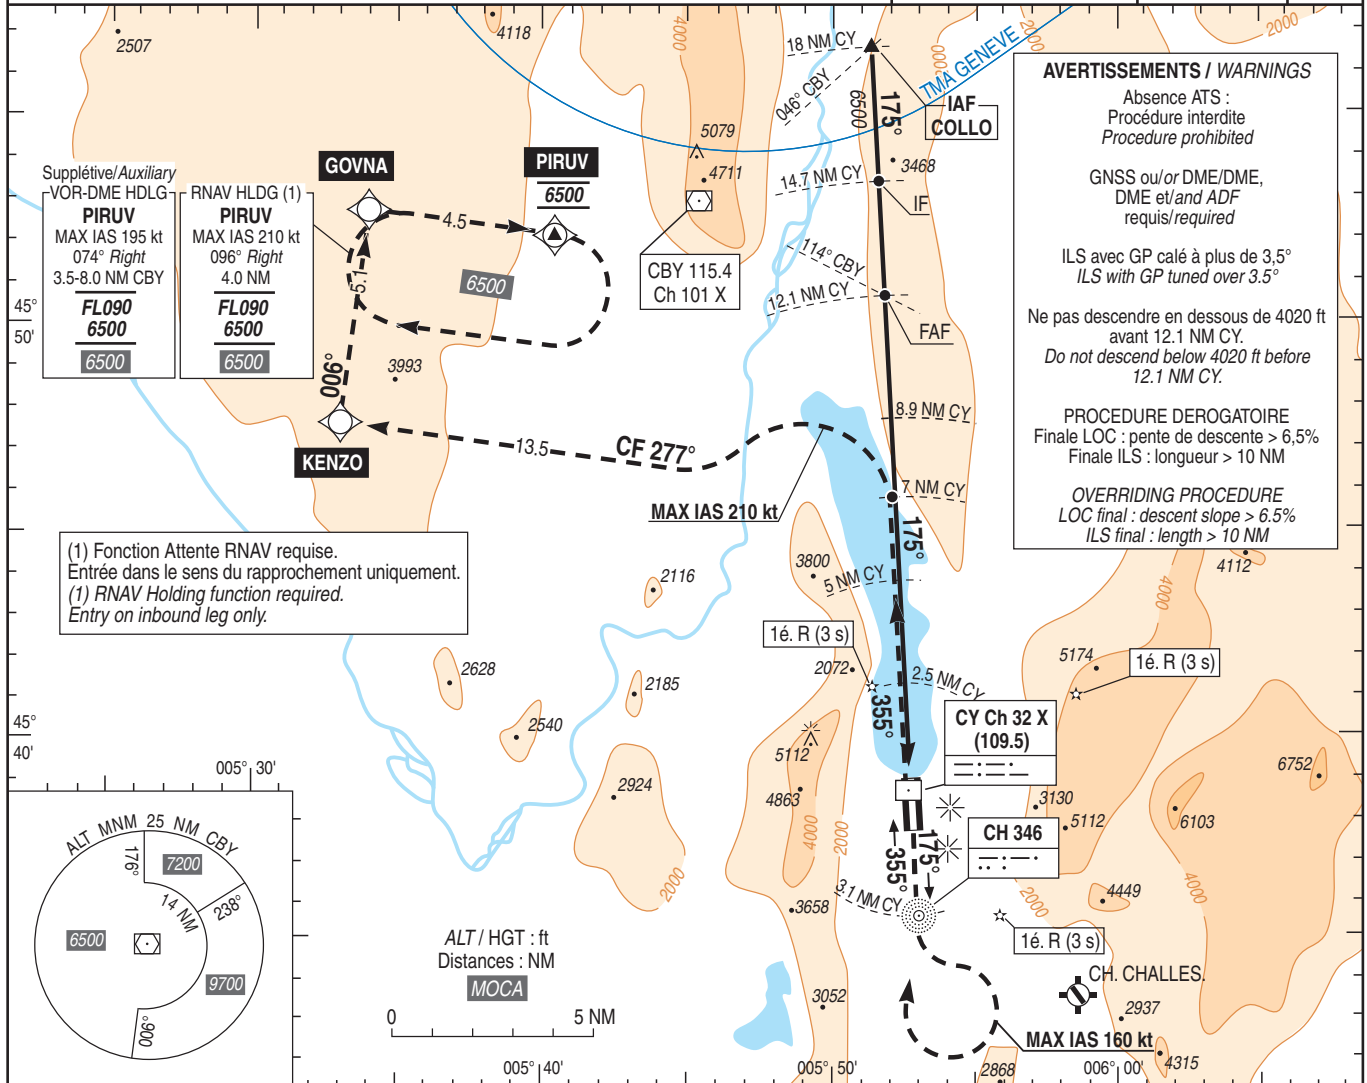 2507
4118
4000
2000
2000
18 NM CY
TMA GENEVE
046° CBY
6500
175°
IAF
COLLO
5079
4711
3468
14.7 NM CY
IF
AVERTISSEMENTS / WARNINGS
Absence ATS :
Procédure interdite
Procedure prohibited
GNSS ou/or DME/DME,
DME et/and ADF
requis/required
ILS avec GP calé à plus de 3,5°
ILS with GP tuned over 3.5°
Ne pas descendre en dessous de 4020 ft
avant 12.1 NM CY.
Do not descend below 4020 ft before
12.1 NM CY.
PROCEDURE DEROGATOIRE
Finale LOC : pente de descente > 6,5%
Finale ILS : longueur > 10 NM
OVERRIDING PROCEDURE
LOC final : descent slope > 6.5%
ILS final : length > 10 NM
Supplétive/Auxiliary
VOR-DME HDLG
PIRUV
MAX IAS 195 kt
074° Right
3.5-8.0 NM CBY
FL090
6500
6500
RNAV HLDG (1)
PIRUV
MAX IAS 210 kt
096° Right
4.0 NM
FL090
6500
6500
GOVNA
PIRUV
6500
4.5
5.1
6500
CBY 115.4
Ch 101 X
114° CBY
12.1 NM CY
FAF
45°
50'
006°
3993
KENZO
13.5
CF 277°
8.9 NM CY
7 NM CY
MAX IAS 210 kt
175°
(1) Fonction Attente RNAV requise.
Entrée dans le sens du rapprochement uniquement.
(1) RNAV Holding function required.
Entry on inbound leg only.
3800
5 NM CY
2116
4112
4000
1é. R (3 s)
2072
2.5 NM CY
355°
5174
1é. R (3 s)
2628
2185
2540
45°
40'
CY Ch 32 X
(109.5)
5112
4863
4000
2000
2924
2000
6752
3130
5112
6103
CH 346
175°
355°
3.1 NM CY
3658
4449
2000
4000
1é. R (3 s)
CH. CHALLES.
005° 30'
ALT MNM 25 NM CBY
176°
7200
14 NM
238°
6500
9700
006°
ALT / HGT : ft
Distances : NM
MOCA
0
5 NM
3052
2937
MAX IAS 160 kt
4315
2868
005° 40'
005° 50'
006° 00'